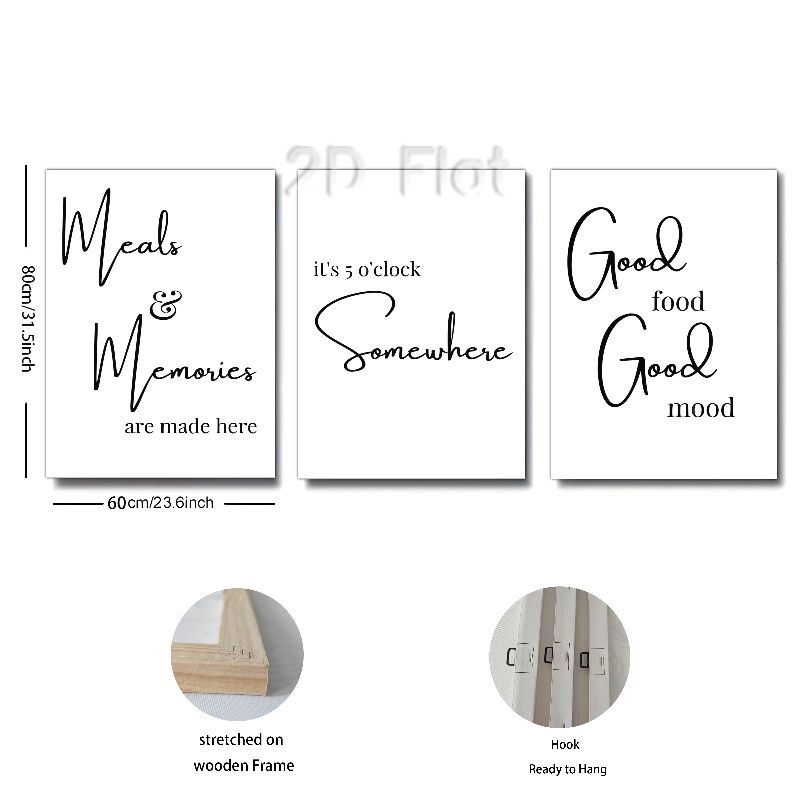 2D Flat
Meals
&
Memories
are made here
it's 5 o'clock
Somewhere
Good
food
Good
mood
80cm/31.5inch
60cm/23.6inch
stretched on
wooden Frame
Hook
Ready to Hang